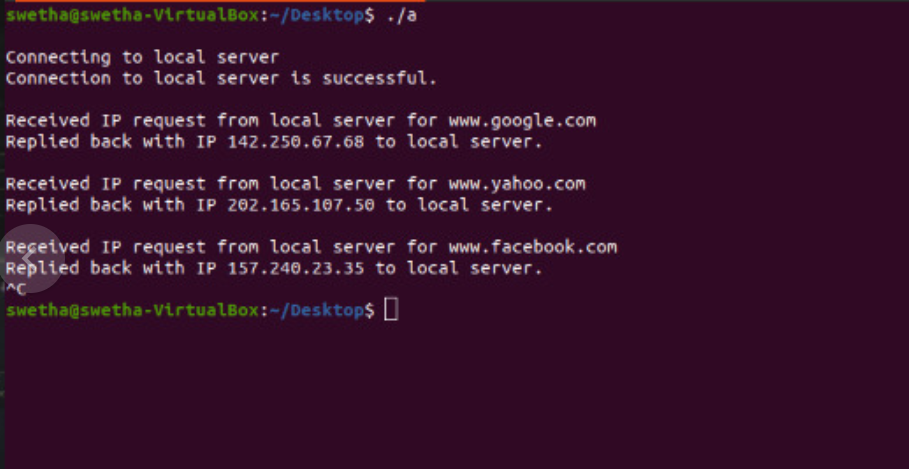 swetha@swetha-VirtualBox:~/Desktop$ ./a
Connecting to local server
Connection to local server is successful.
Received IP request from local server for www.google.com
Replied back with IP 142.250.67.68 to local server.
Received IP request from local server for www.yahoo.com
Replied back with IP 202.165.107.50 to local server.
Received IP request from local server for www.facebook.com
Replied back with IP 157.240.23.35 to local server.
^C
swetha@swetha-VirtualBox:~/Desktop$